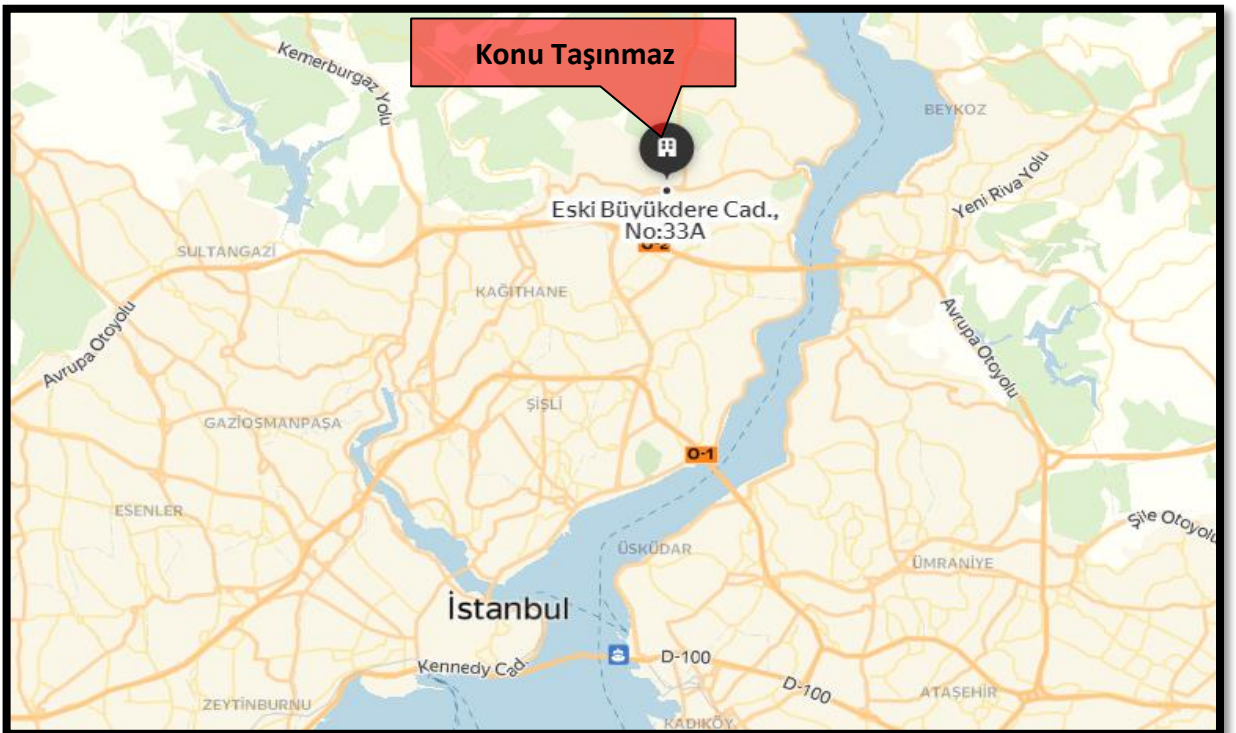 Konu Taşınmaz
Kemerburgaz Yolu
BEYKOZ
Yeni Riva Yolu
Eski Büyükdere Cad.,
No:33A
O-2
SULTANGAZİ
KAĞITHANE
Avrupa Otoyolu
Avrupa Otoyolu
ŞİŞLİ
GAZİOSMANPAŞA
O-1
ESENLER
Şile Otoyolu
ÜSKÜDAR
ÜMRANİYE
İstanbul
Kennedy Cad.
D-100
D-100
ATAŞEHİR
ZEYTİNBURNU
KADIKÖY